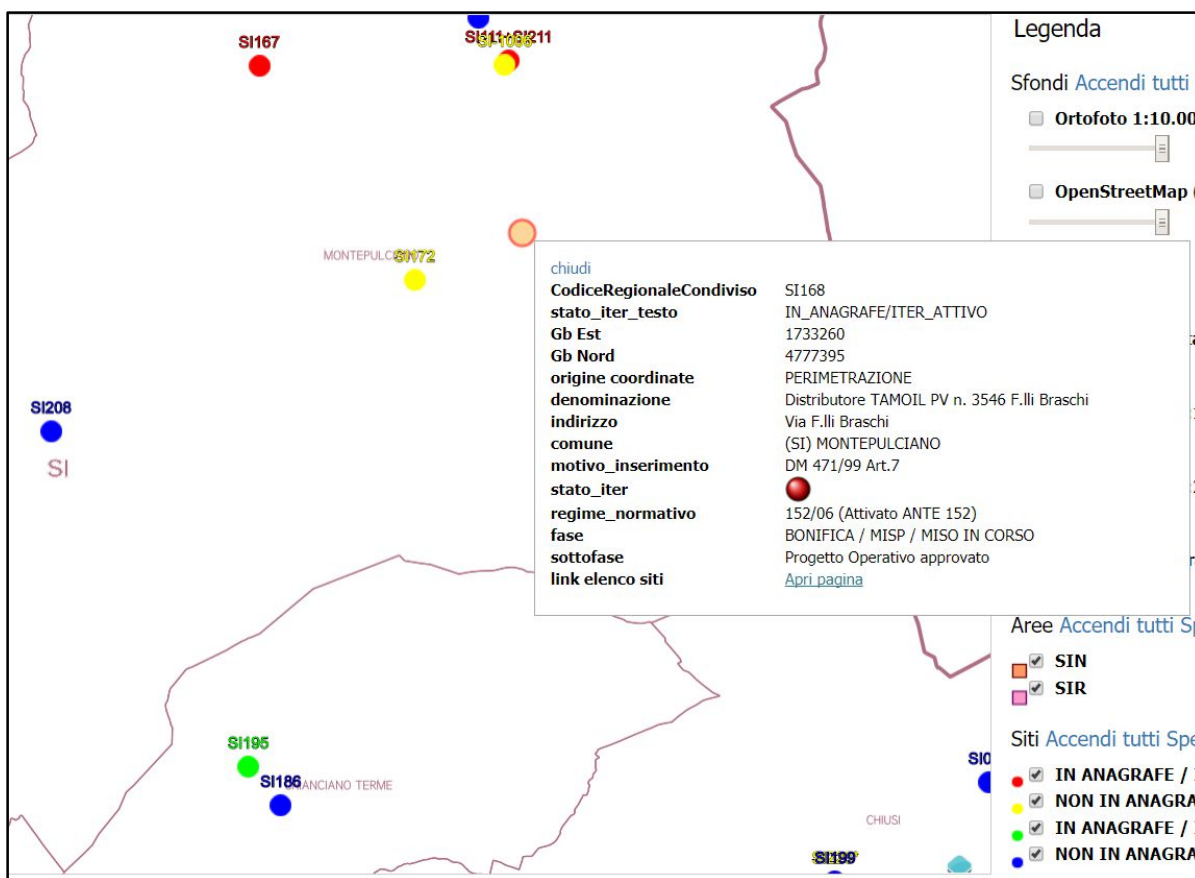 SI167
SI111+SI211
Legenda
Sfondi Accendi tutti
Ortofoto 1:10.00
OpenStreetMap (
MONTEPULC
SI172
chiudi
CodiceRegionaleCondiviso SI168
stato_iter_testo IN_ANAGRAFE/ITER_ATTIVO
Gb Est 1733260
Gb Nord 4777395
origine coordinate PERIMETRAZIONE
denominazione Distributore TAMOIL PV n. 3546 F.lli Braschi
indirizzo Via F.lli Braschi
comune (SI) MONTEPULCIANO
motivo_inserimento DM 471/99 Art.7
stato_iter
regime_normativo 152/06 (Attivato ANTE 152)
fase BONIFICA / MISP / MISO IN CORSO
sottofase Progetto Operativo approvato
link elenco siti Apri pagina
SI208
SI
Aree Accendi tutti Sp
SIN
SIR
Siti Accendi tutti Spe
IN ANAGRAFE / I
NON IN ANAGRA
IN ANAGRAFE / I
NON IN ANAGRA
SI195
SI186
IANCIANO TERME
SI0
CHIUSI
SI199